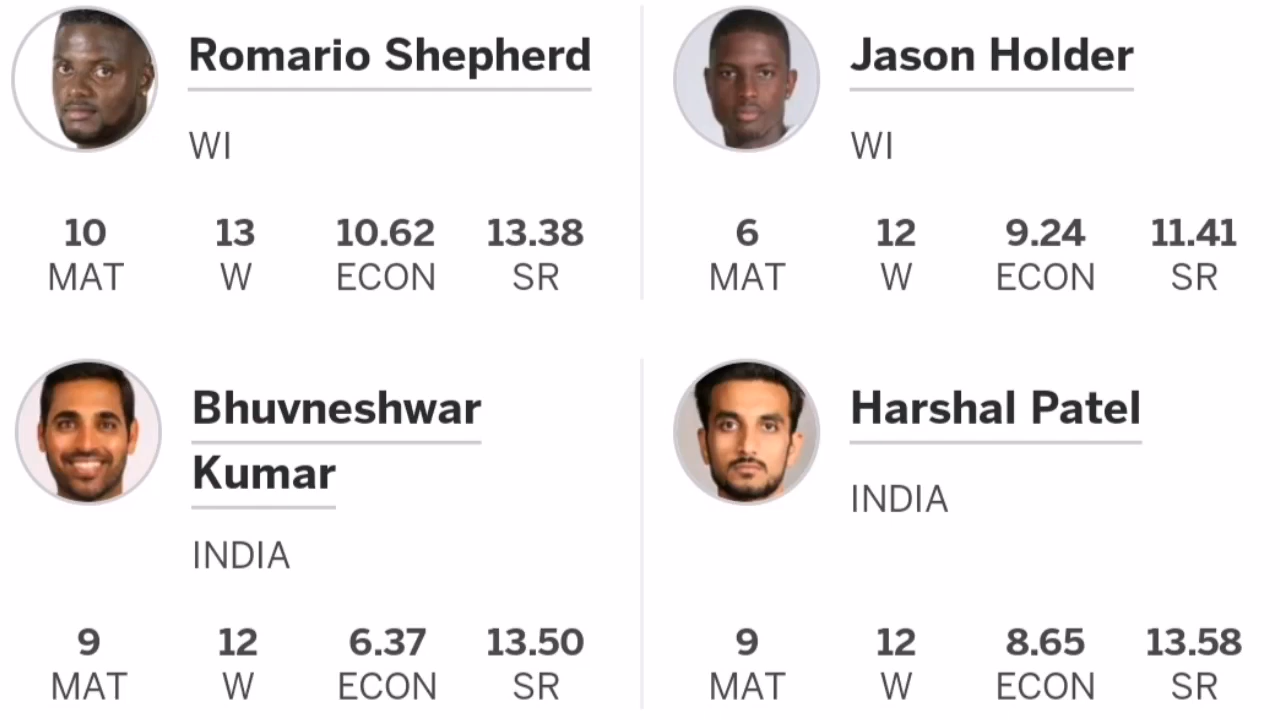 Romario Shepherd
WI
10 13 10.62 13.38
MAT W ECON SR
Jason Holder
WI
6 12 9.24 11.41
MAT W ECON SR
Bhuvneshwar
Kumar
INDIA
9 12 6.37 13.50
MAT W ECON SR
Harshal Patel
INDIA
9 12 8.65 13.58
MAT W ECON SR